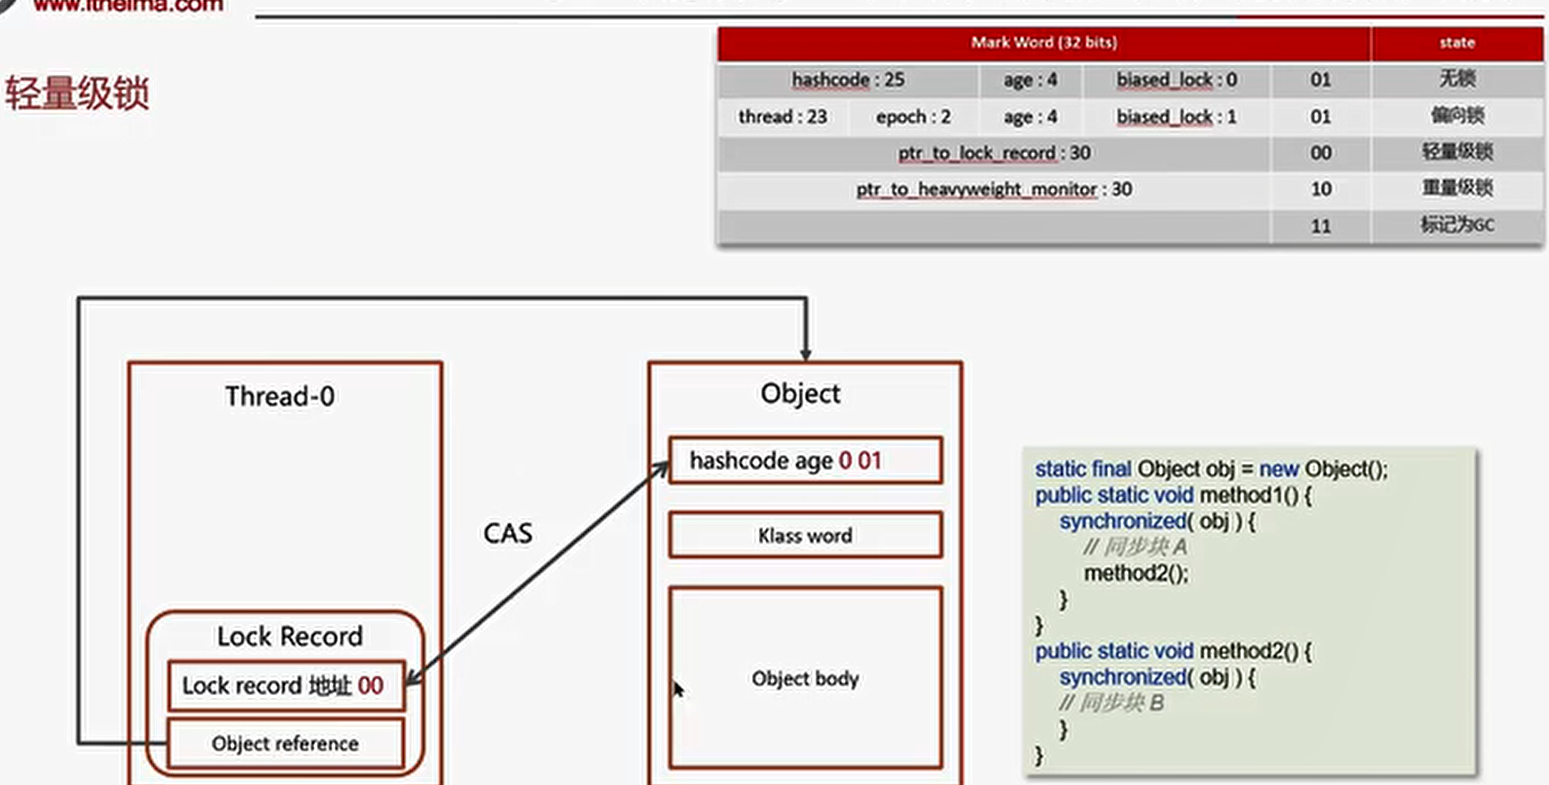 www.itheima.com
轻量级锁
Mark Word (32 bits) state
hashcode : 25 age : 4 biased_lock : 0 01 无锁
thread : 23 epoch : 2 age : 4 biased_lock : 1 01 偏向锁
ptr_to_lock_record : 30 00 轻量级锁
ptr_to_heavyweight_monitor : 30 10 重量级锁
11 标记为GC
Thread-0
Lock Record
Lock record 地址 00
Object reference
CAS
Object
hashcode age 0 01
Klass word
Object body
static final Object obj = new Object();
public static void method1() {
synchronized( obj ) {
// 同步块 A
method2();
}
}
public static void method2() {
synchronized( obj ) {
// 同步块 B
}
}